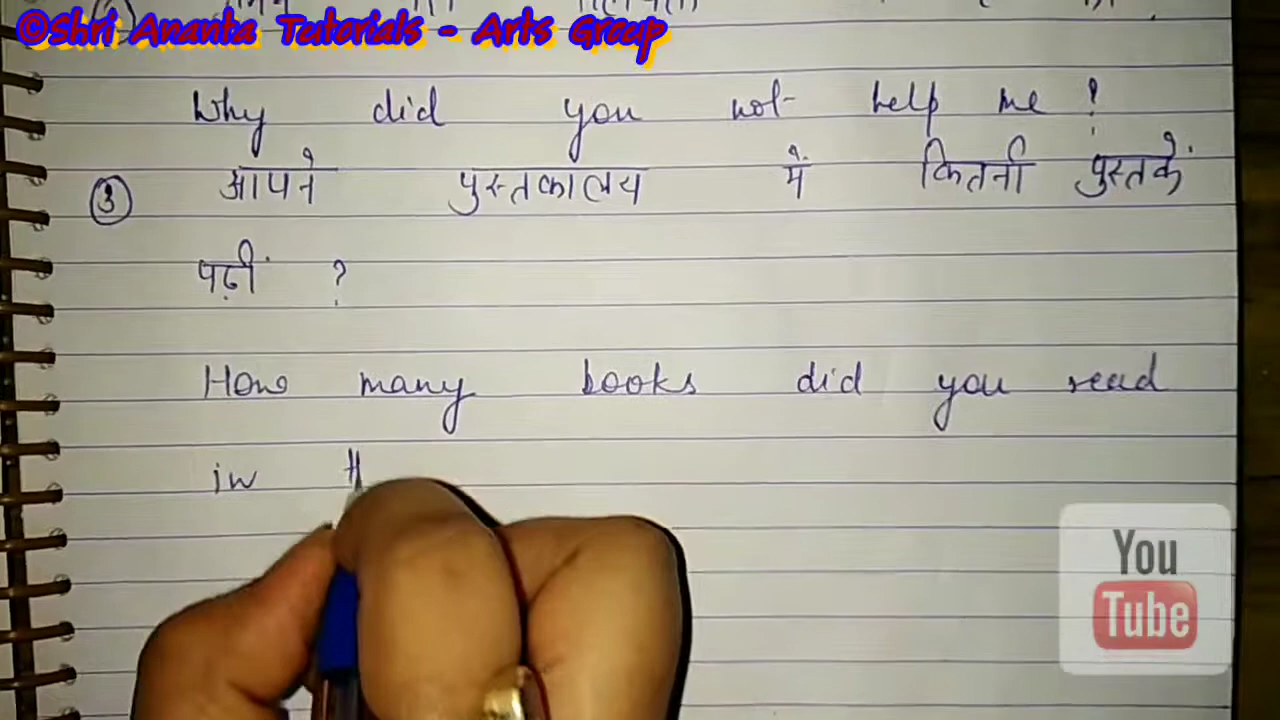 ©Shri Ananta Tutorials - Arts Group
Why did you not help me ?
③ आपने पुस्तकालय में कितनी पुस्तकें
पढ़ीं ?
How many books did you read
in th
You
Tube